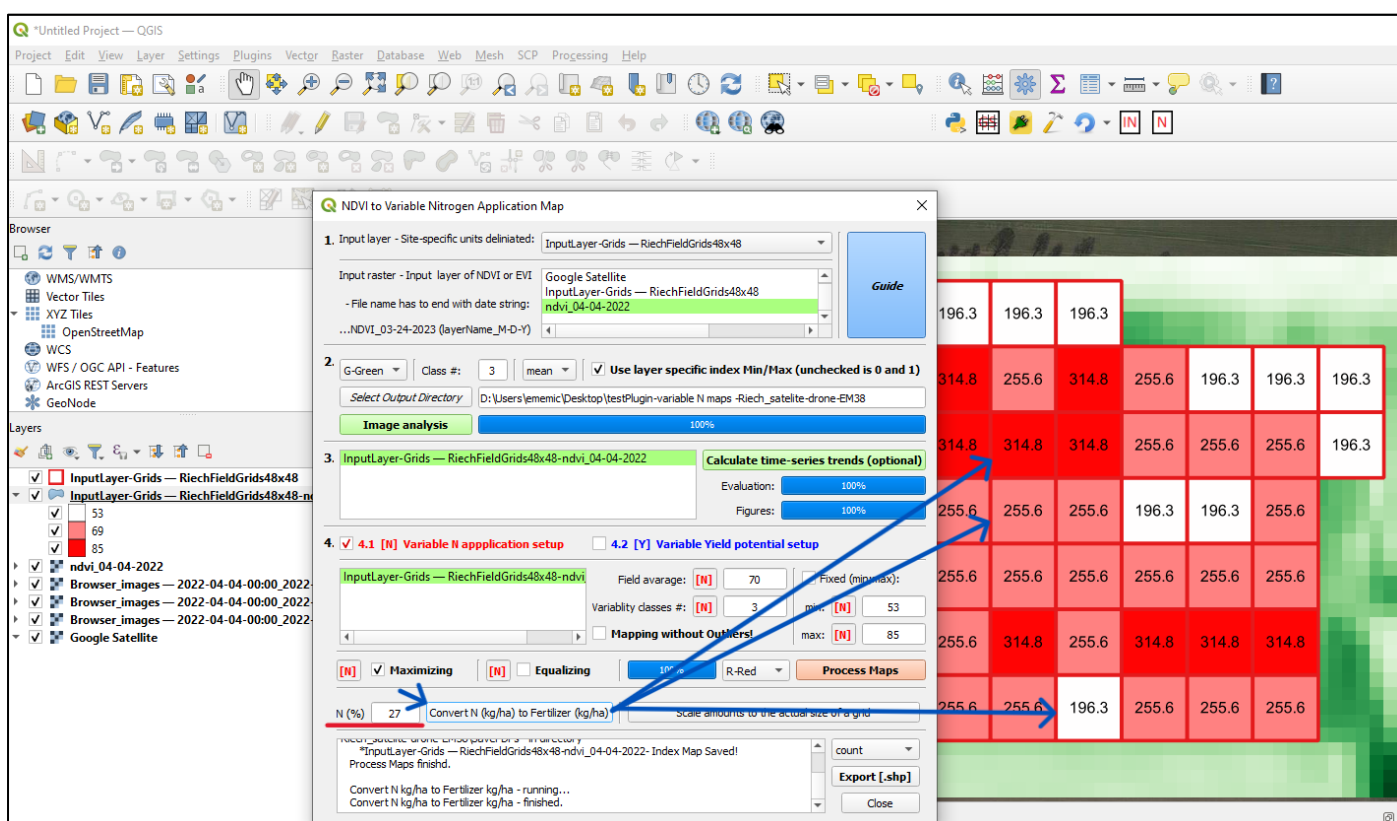 *Untitled Project — QGIS
Project Edit View Layer Settings Plugins Vector Raster Database Web Mesh SCP Processing Help
IN N
NDVI to Variable Nitrogen Application Map
Browser
WMS/WMTS
Vector Tiles
XYZ Tiles
OpenStreetMap
WCS
WFS / OGC API - Features
ArcGIS REST Servers
GeoNode
Layers
InputLayer-Grids — RiechFieldGrids48x48
InputLayer-Grids — RiechFieldGrids48x48-n
53
69
85
ndvi_04-04-2022
Browser_images — 2022-04-04-00:00_2022-
Browser_images — 2022-04-04-00:00_2022-
Browser_images — 2022-04-04-00:00_2022-
Google Satellite
1. Input layer - Site-specific units deliniated: InputLayer-Grids — RiechFieldGrids48x48
Guide
Input raster - Input layer of NDVI or EVI
- File name has to end with date string:
...NDVI_03-24-2023 (layerName_M-D-Y)
Google Satellite
InputLayer-Grids — RiechFieldGrids48x48
ndvi_04-04-2022
2. G-Green Class #: 3 mean Use layer specific index Min/Max (unchecked is 0 and 1)
Select Output Directory D:\Users\ememic\Desktop\testPlugin-variable N maps -Riech_satelite-drone-EM38
Image analysis 100%
3. InputLayer-Grids — RiechFieldGrids48x48-ndvi_04-04-2022 Calculate time-series trends (optional)
Evaluation: 100%
Figures: 100%
4. 4.1 [N] Variable N appplication setup 4.2 [Y] Variable Yield potential setup
InputLayer-Grids — RiechFieldGrids48x48-ndvi Field avarage: [N] 70 Fixed (min/max):
Variablity classes #: [N] 3 min: [N] 53
Mapping without Outliers! max: [N] 85
[N] Maximizing [N] Equalizing 100% R-Red Process Maps
N (%) 27 Convert N (kg/ha) to Fertilizer (kg/ha) Scale amounts to the actual size of a grid
*InputLayer-Grids — RiechFieldGrids48x48-ndvi_04-04-2022- Index Map Saved!
Process Maps finishd.
Convert N kg/ha to Fertilizer kg/ha - running...
Convert N kg/ha to Fertilizer kg/ha - finished.
count
Export [.shp]
Close
196.3 196.3 196.3
314.8 255.6 314.8 255.6 196.3 196.3 196.3
314.8 314.8 314.8 255.6 255.6 255.6 196.3
255.6 255.6 255.6 196.3 196.3 255.6
255.6 255.6 255.6 255.6 255.6 255.6
255.6 314.8 255.6 314.8 314.8 314.8
255.6 255.6 196.3 255.6 255.6 255.6